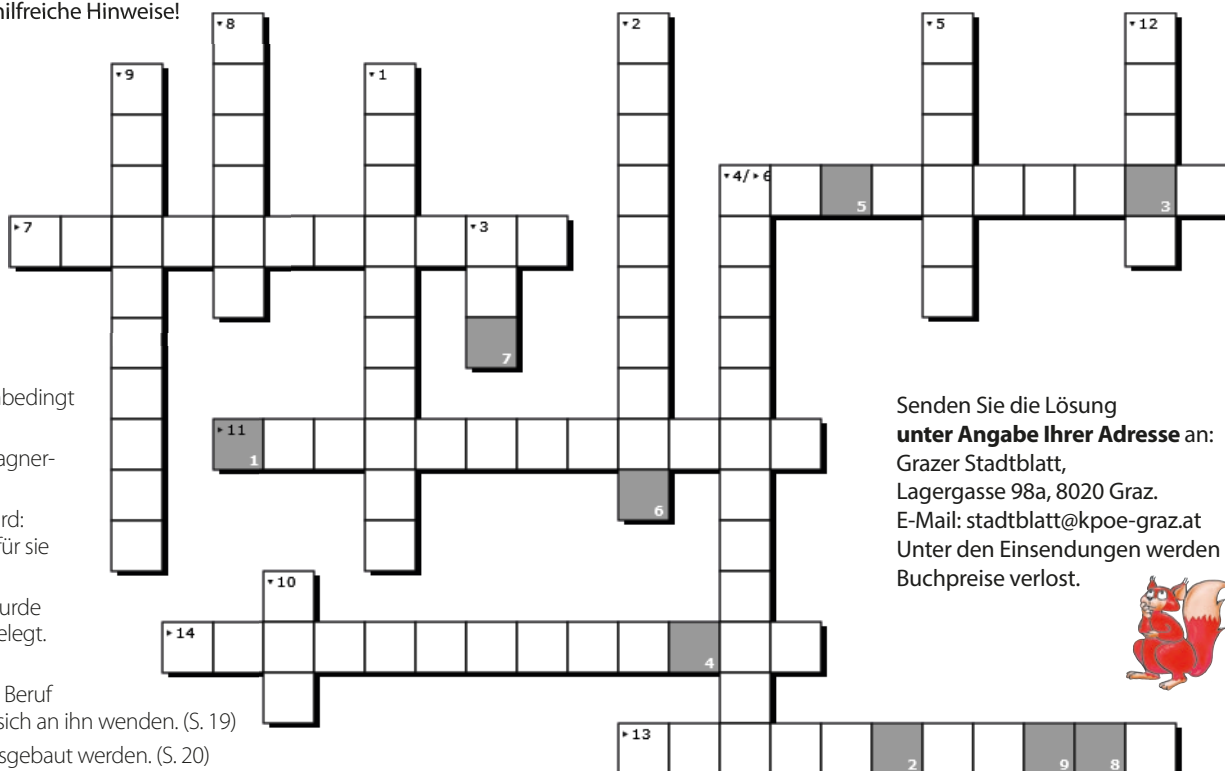 hilfreiche Hinweise!
▾8
▾2
▾5
▾12
▾9
▾1
▾4/▸6
5
3
▸7
▾3
7
bedingt
▸11
1
agner-
6
rd:
für sie
▾10
urde
elegt.
▸14
4
Beruf
sich an ihn wenden. (S. 19)
sgebaut werden. (S. 20)
▸13
2
9
8
Senden Sie die Lösung
unter Angabe Ihrer Adresse an:
Grazer Stadtblatt,
Lagergasse 98a, 8020 Graz.
E-Mail: stadtblatt@kpoe-graz.at
Unter den Einsendungen werden
Buchpreise verlost.